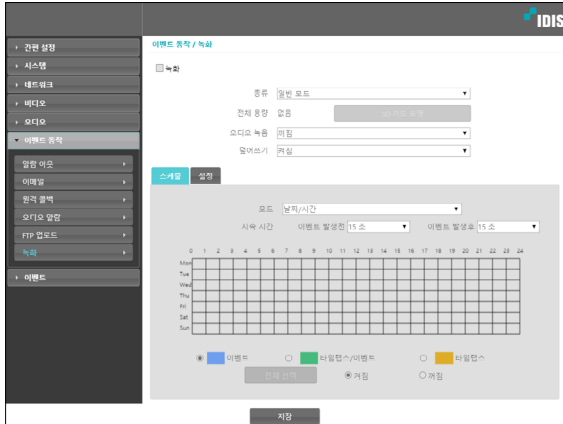 IDIS
간편 설정
시스템
네트워크
비디오
오디오
이벤트 동작
알람 아웃
이메일
원격 콜백
오디오 알람
FTP 업로드
녹화
이벤트
이벤트 동작 / 녹화
녹화
종류 일반 모드
전체 용량 없음
오디오 녹음 꺼짐
덮어쓰기 켜짐
스케줄 설정
모드 날짜/시간
지속 시간 이벤트 발생전 15 초 이벤트 발생후 15 초
0 1 2 3 4 5 6 7 8 9 10 11 12 13 14 15 16 17 18 19 20 21 22 23 24
Mon
Tue
Wed
Thu
Fri
Sat
Sun
이벤트 타임랩스/이벤트 타임랩스
전체 선택 켜짐 꺼짐
저장